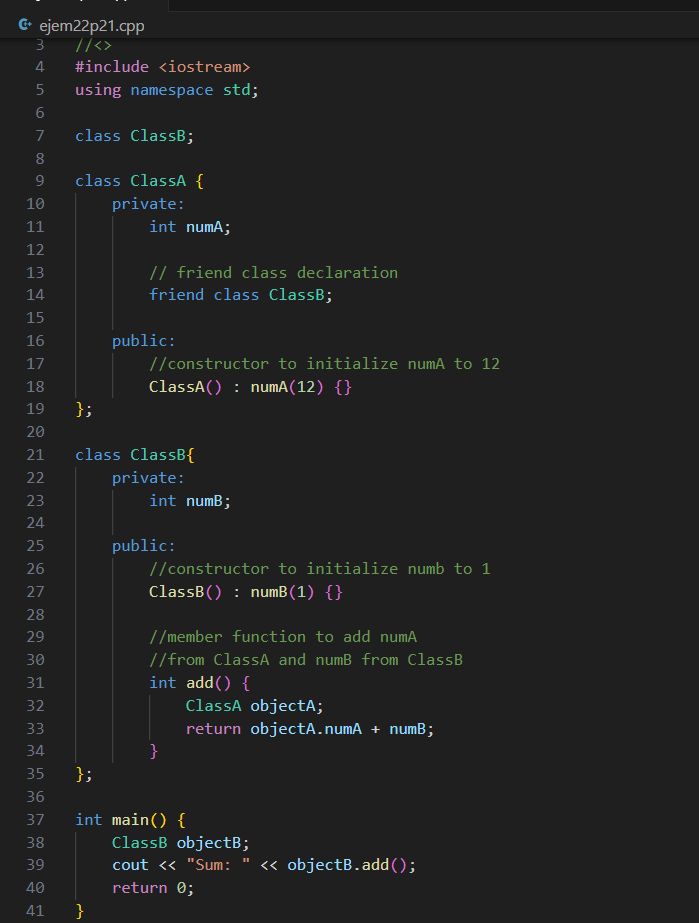 ejem22p21.cpp
3 //<>
4 #include <iostream>
5 using namespace std;
6
7 class ClassB;
8
9 class ClassA {
10 private:
11 int numA;
12
13 // friend class declaration
14 friend class ClassB;
15
16 public:
17 //constructor to initialize numA to 12
18 ClassA() : numA(12) {}
19 };
20
21 class ClassB{
22 private:
23 int numB;
24
25 public:
26 //constructor to initialize numb to 1
27 ClassB() : numB(1) {}
28
29 //member function to add numA
30 //from ClassA and numB from ClassB
31 int add() {
32 ClassA objectA;
33 return objectA.numA + numB;
34 }
35 };
36
37 int main() {
38 ClassB objectB;
39 cout << "Sum: " << objectB.add();
40 return 0;
41 }